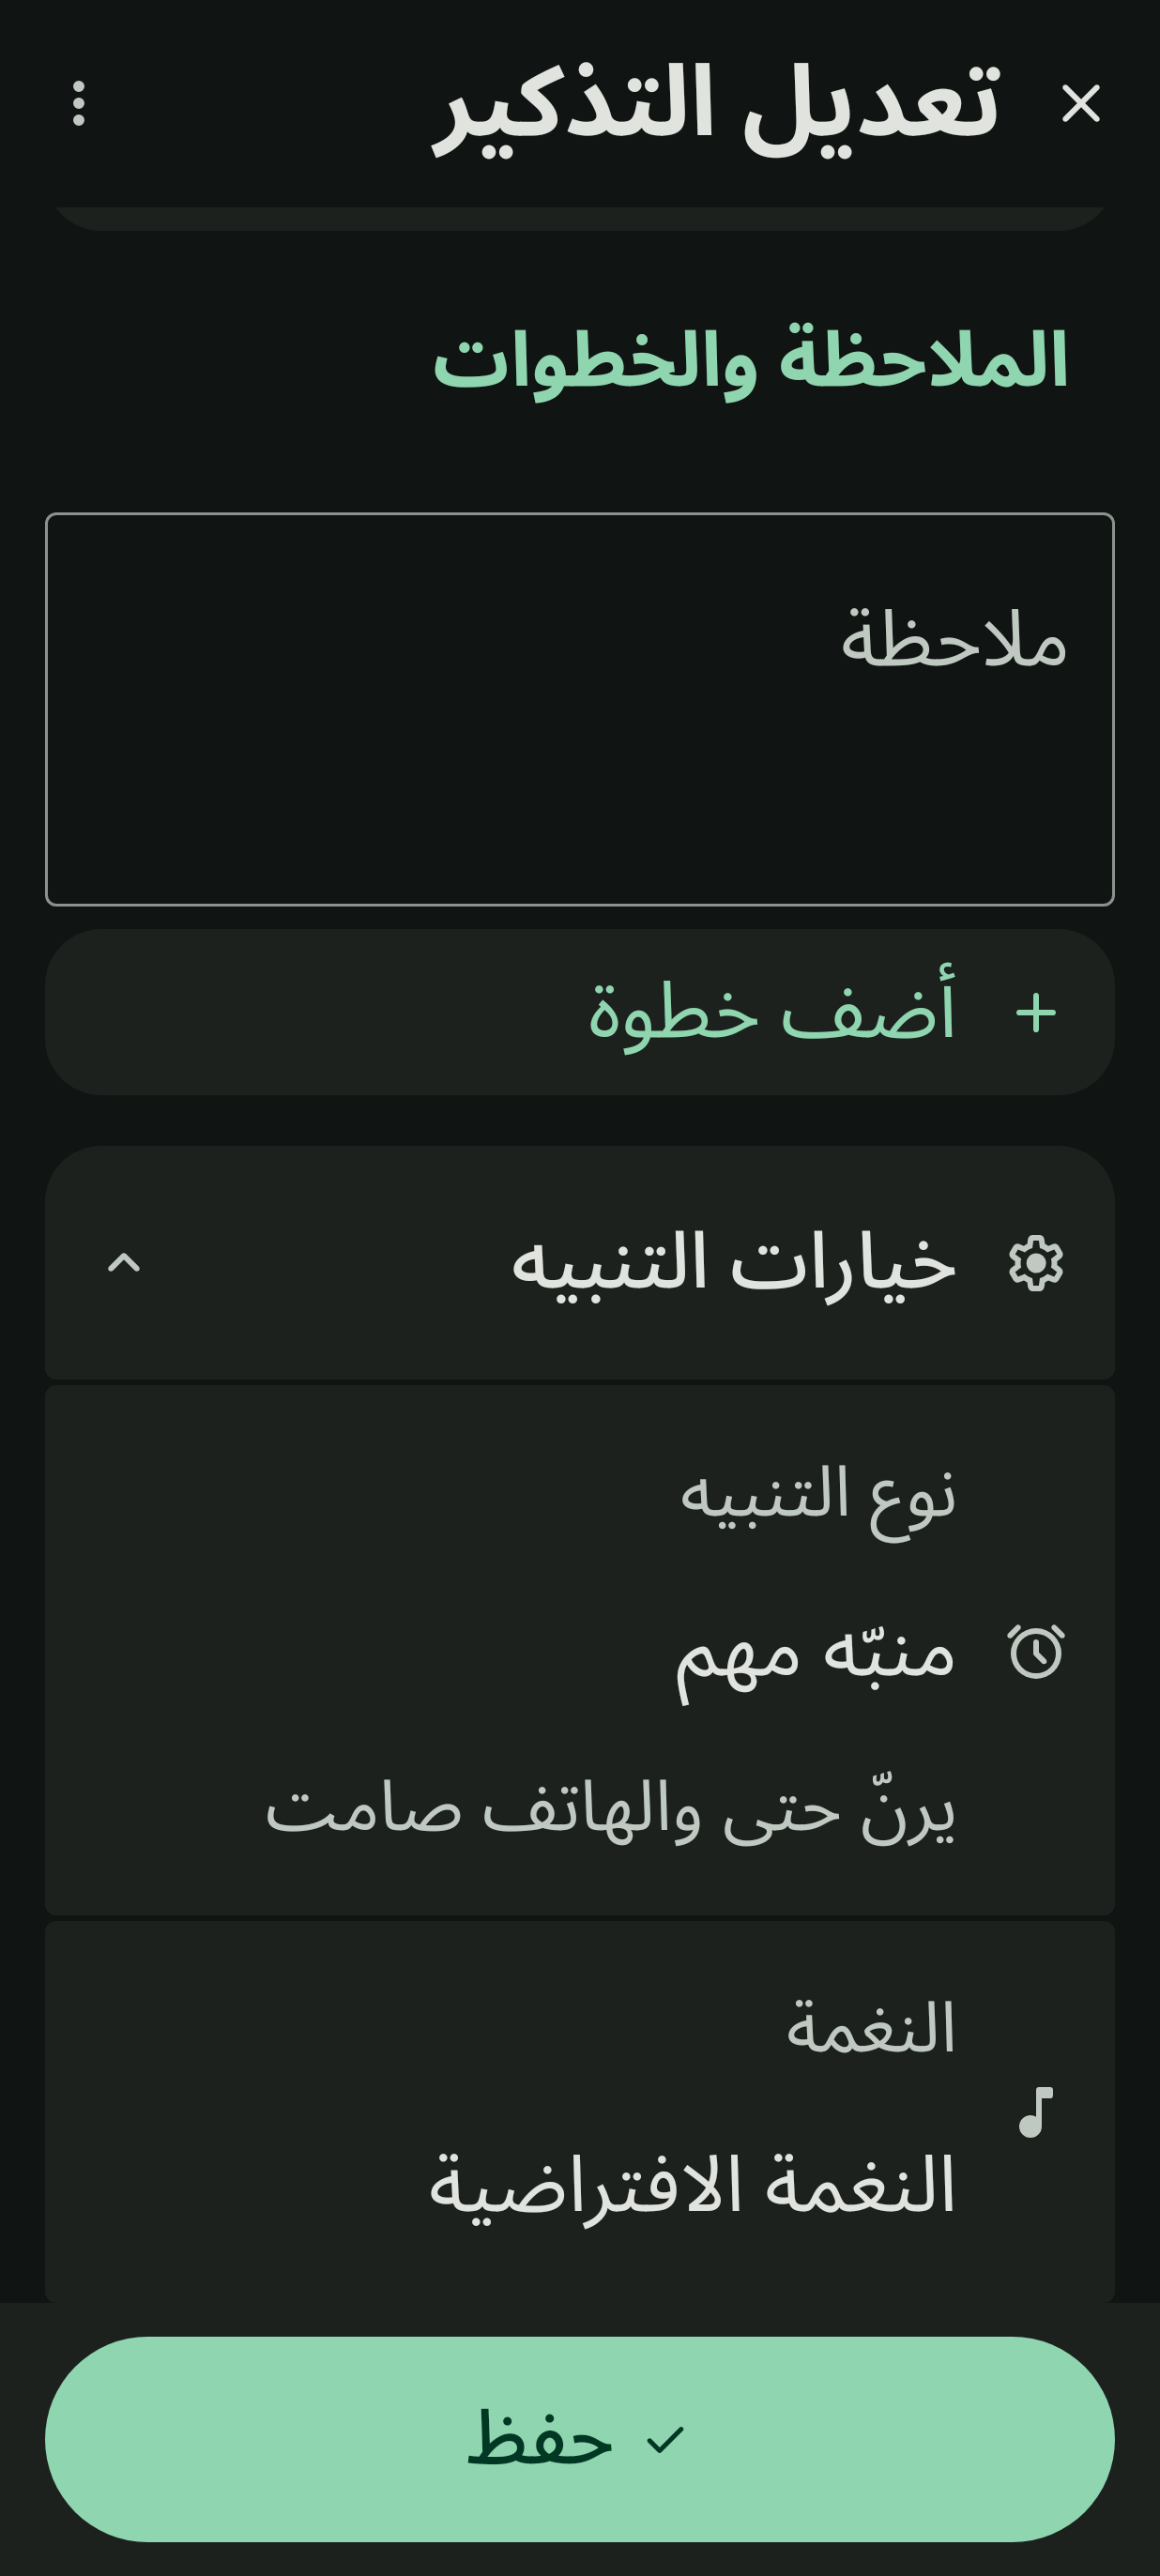 تعديل التذكير
الملاحظة والخطوات
ملاحظة
أضف خطوة
خيارات التنبيه
نوع التنبيه
منبّه مهم
يرنّ حتى والهاتف صامت
النغمة
النغمة الافتراضية
حفظ